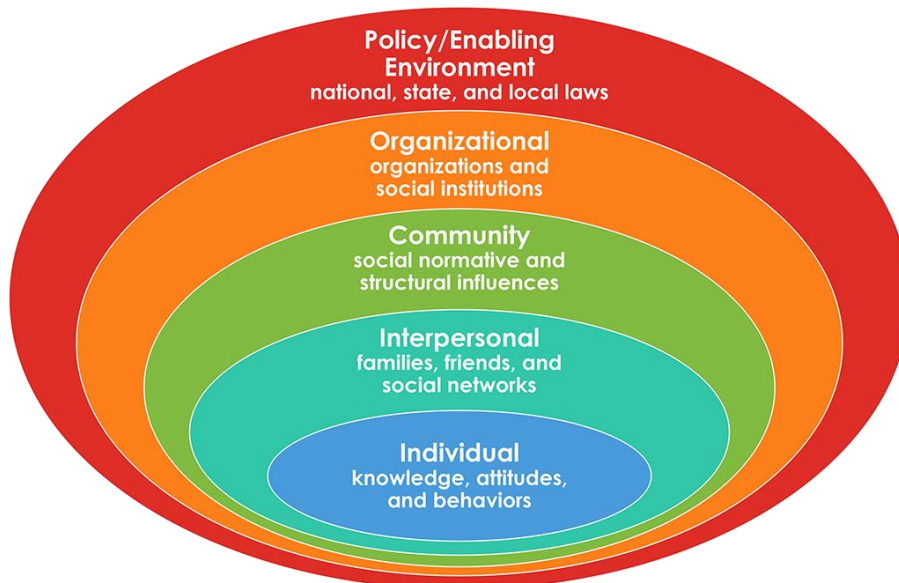 Policy/Enabling
Environment
national, state, and local laws
Organizational
organizations and
social institutions
Community
social normative and
structural influences
Interpersonal
families, friends, and
social networks
Individual
knowledge, attitudes,
and behaviors